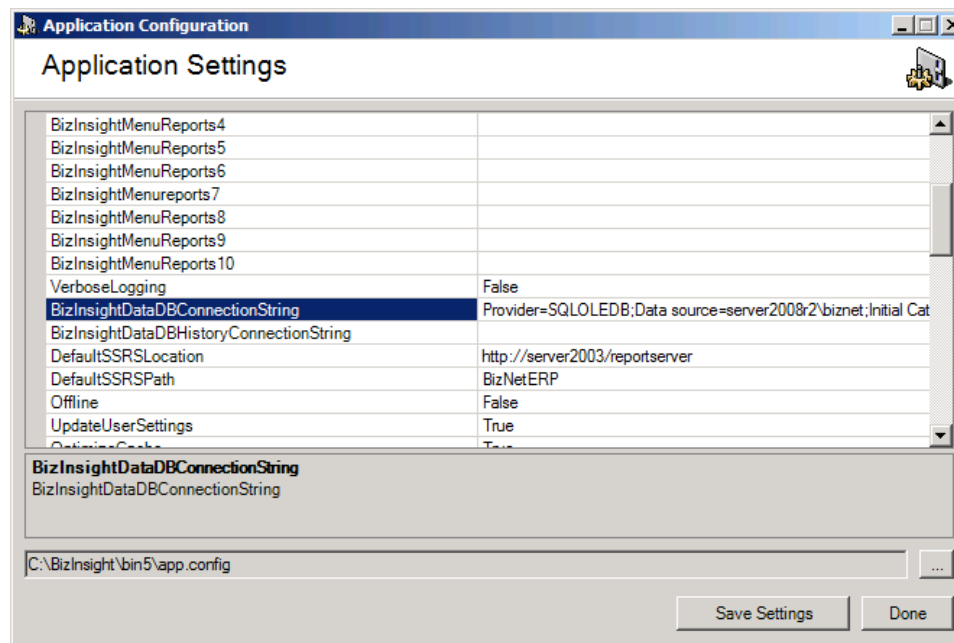 Application Configuration
Application Settings
BizInsightMenuReports4
BizInsightMenuReports5
BizInsightMenuReports6
BizInsightMenureports7
BizInsightMenuReports8
BizInsightMenuReports9
BizInsightMenuReports10
VerboseLogging False
BizInsightDataDBConnectionString Provider=SQLOLEDB;Data source=server2008r2\biznet;Initial Cat
BizInsightDataDBHistoryConnectionString
DefaultSSRSLocation http://server2003/reportserver
DefaultSSRSPath BizNetERP
Offline False
UpdateUserSettings True
OptimizeCache True
BizInsightDataDBConnectionString
BizInsightDataDBConnectionString
C:\BizInsight\bin5\app.config
...
Save Settings Done